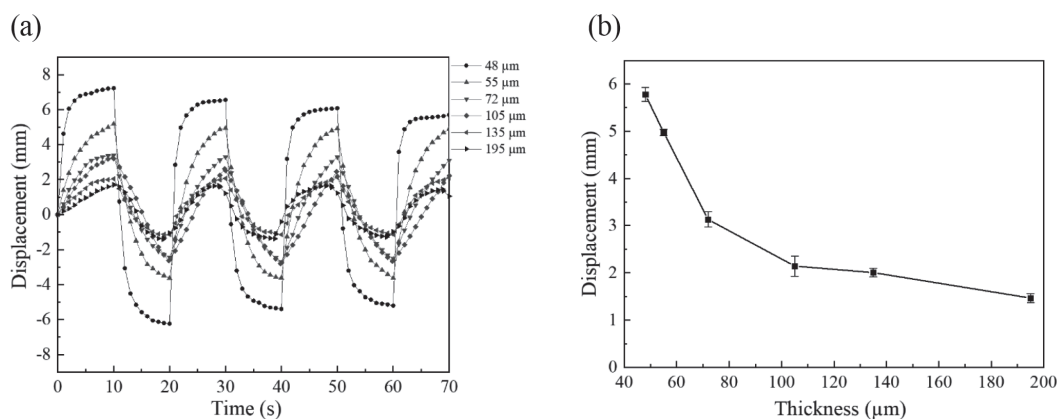 (a)
8
6
4
2
0
-2
-4
-6
-8
Displacement (mm)
0 10 20 30 40 50 60 70
Time (s)
48 µm
55 µm
72 µm
105 µm
135 µm
195 µm
(b)
6
5
4
3
2
1
0
Displacement (mm)
40 60 80 100 120 140 160 180 200
Thickness (µm)